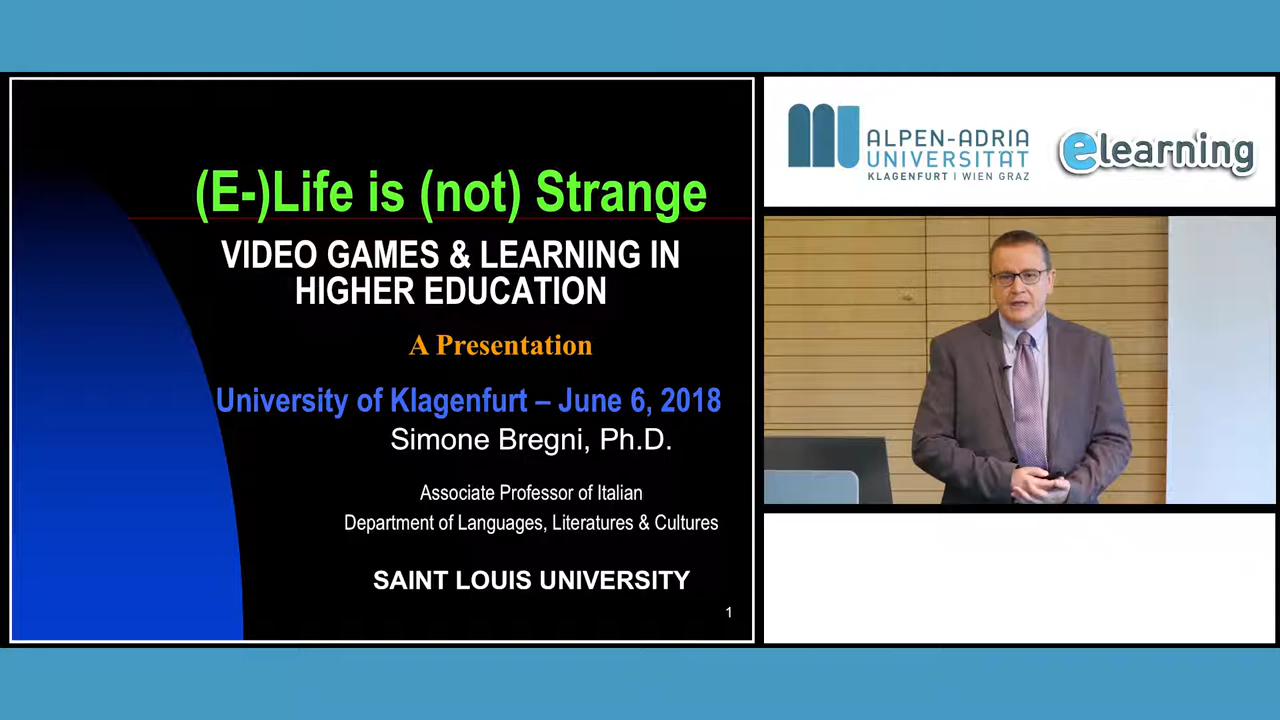 (E-)Life is (not) Strange
VIDEO GAMES & LEARNING IN
HIGHER EDUCATION
A Presentation
University of Klagenfurt – June 6, 2018
Simone Bregni, Ph.D.
Associate Professor of Italian
Department of Languages, Literatures & Cultures
SAINT LOUIS UNIVERSITY
1
ALPEN-ADRIA
UNIVERSITÄT
KLAGENFURT | WIEN GRAZ
elearning